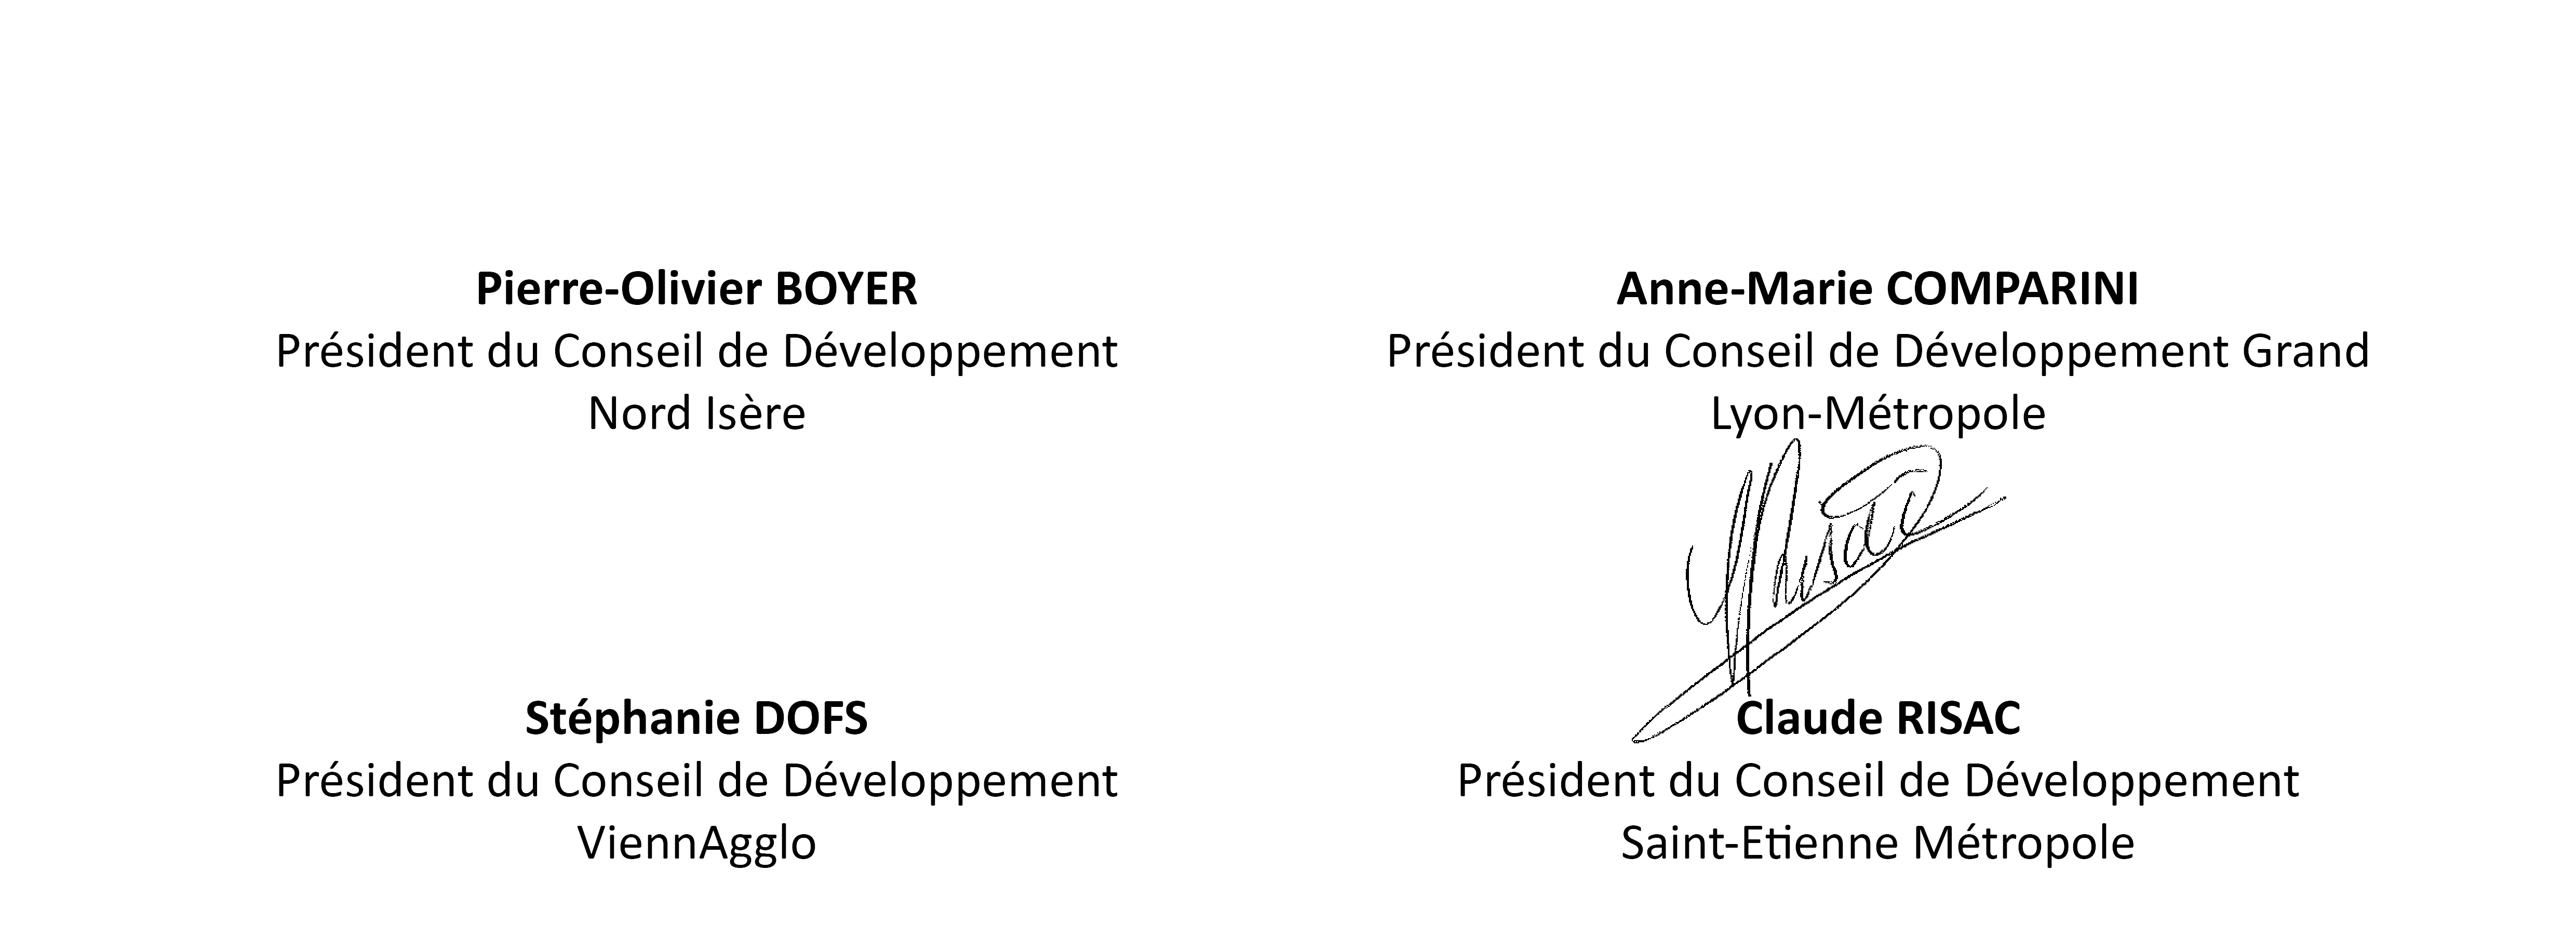 Pierre-Olivier BOYER
Président du Conseil de Développement
Nord Isère
Anne-Marie COMPARINI
Président du Conseil de Développement Grand
Lyon-Métropole
Stéphanie DOFS
Président du Conseil de Développement
ViennAgglo
Risac
Claude RISAC
Président du Conseil de Développement
Saint-Etienne Métropole